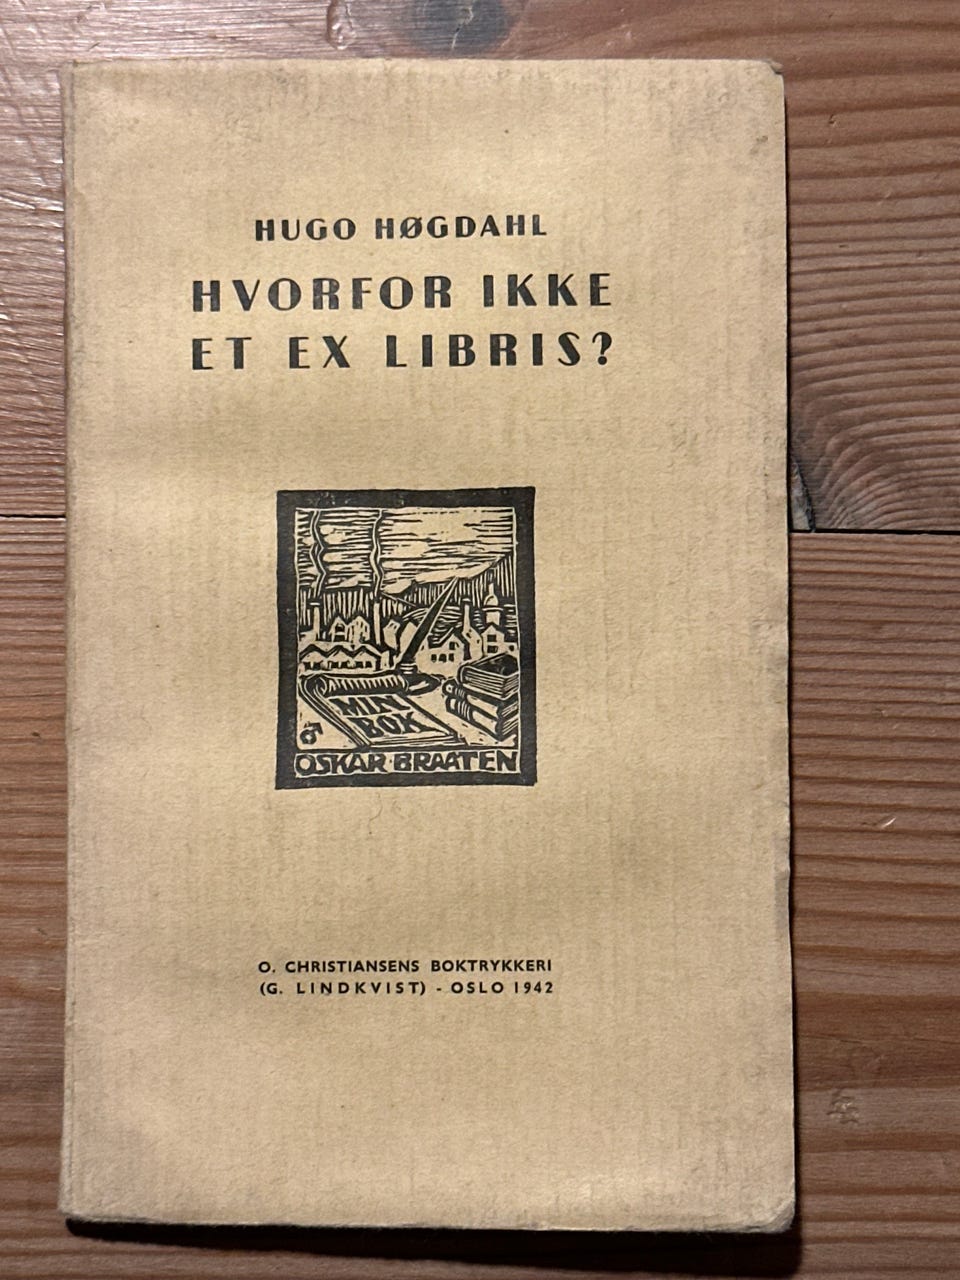 HUGO HØGDAHL
HVORFOR IKKE
ET EX LIBRIS?
MIN
BOK
OSKAR BRAATEN
O. CHRISTIANSENS BOKTRYKKERI
(G. LINDKVIST) - OSLO 1942